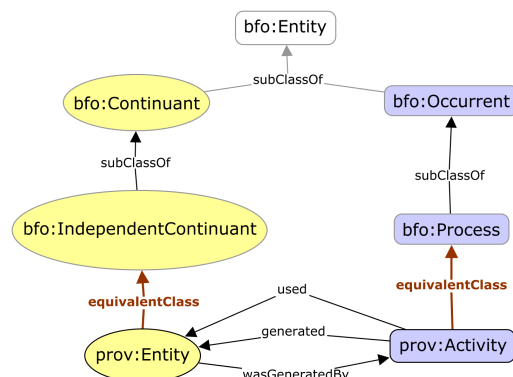 bfo:Entity
subClassOf
bfo:Continuant
bfo:Occurrent
subClassOf
subClassOf
bfo:IndependentContinuant
bfo:Process
equivalentClass
equivalentClass
used
generated
prov:Entity
prov:Activity
wasGeneratedBy